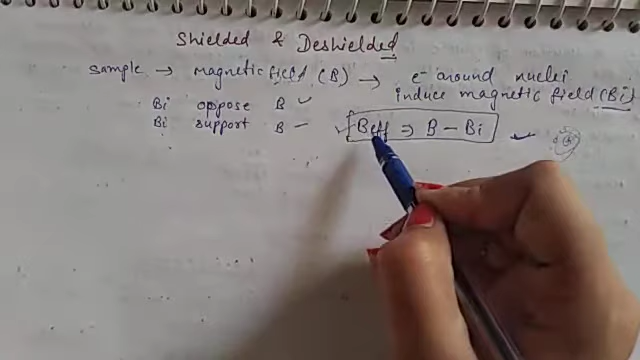 Shielded & Deshielded
Sample → Magnetic field (B) → e⁻ around nuclei
induce magnetic field (Bi)
Bi oppose B ✓
Bi support B –
✓ Beff ⇒ B – Bi ✓